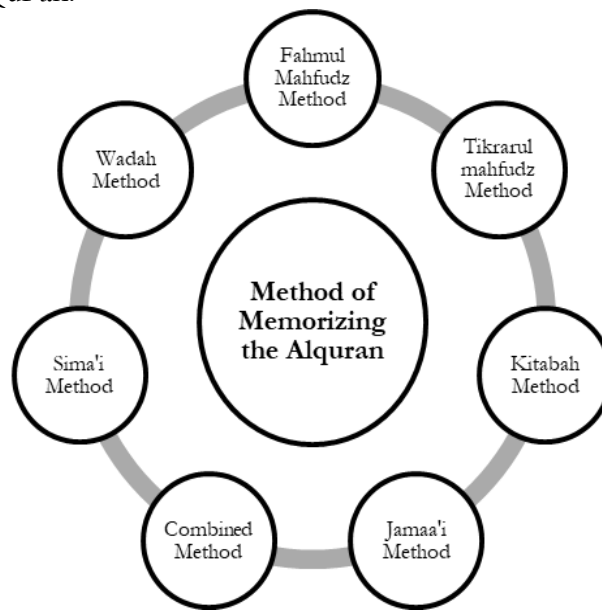 Fahmul
Mahfudz
Method
Tikrarul
mahfudz
Method
Kitabah
Method
Jamaa'i
Method
Combined
Method
Sima'i
Method
Wadah
Method
Method of
Memorizing
the Alquran